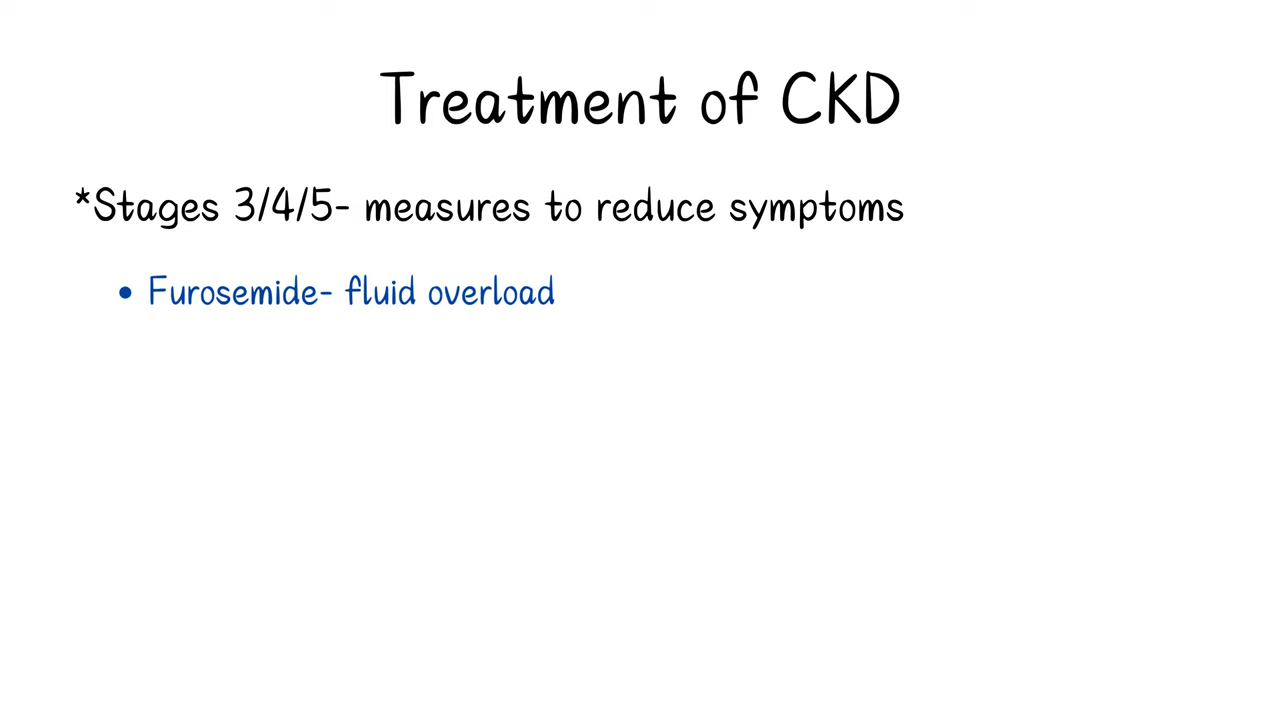 Treatment of CKD
*Stages 3/4/5- measures to reduce symptoms
• Furosemide- fluid overload